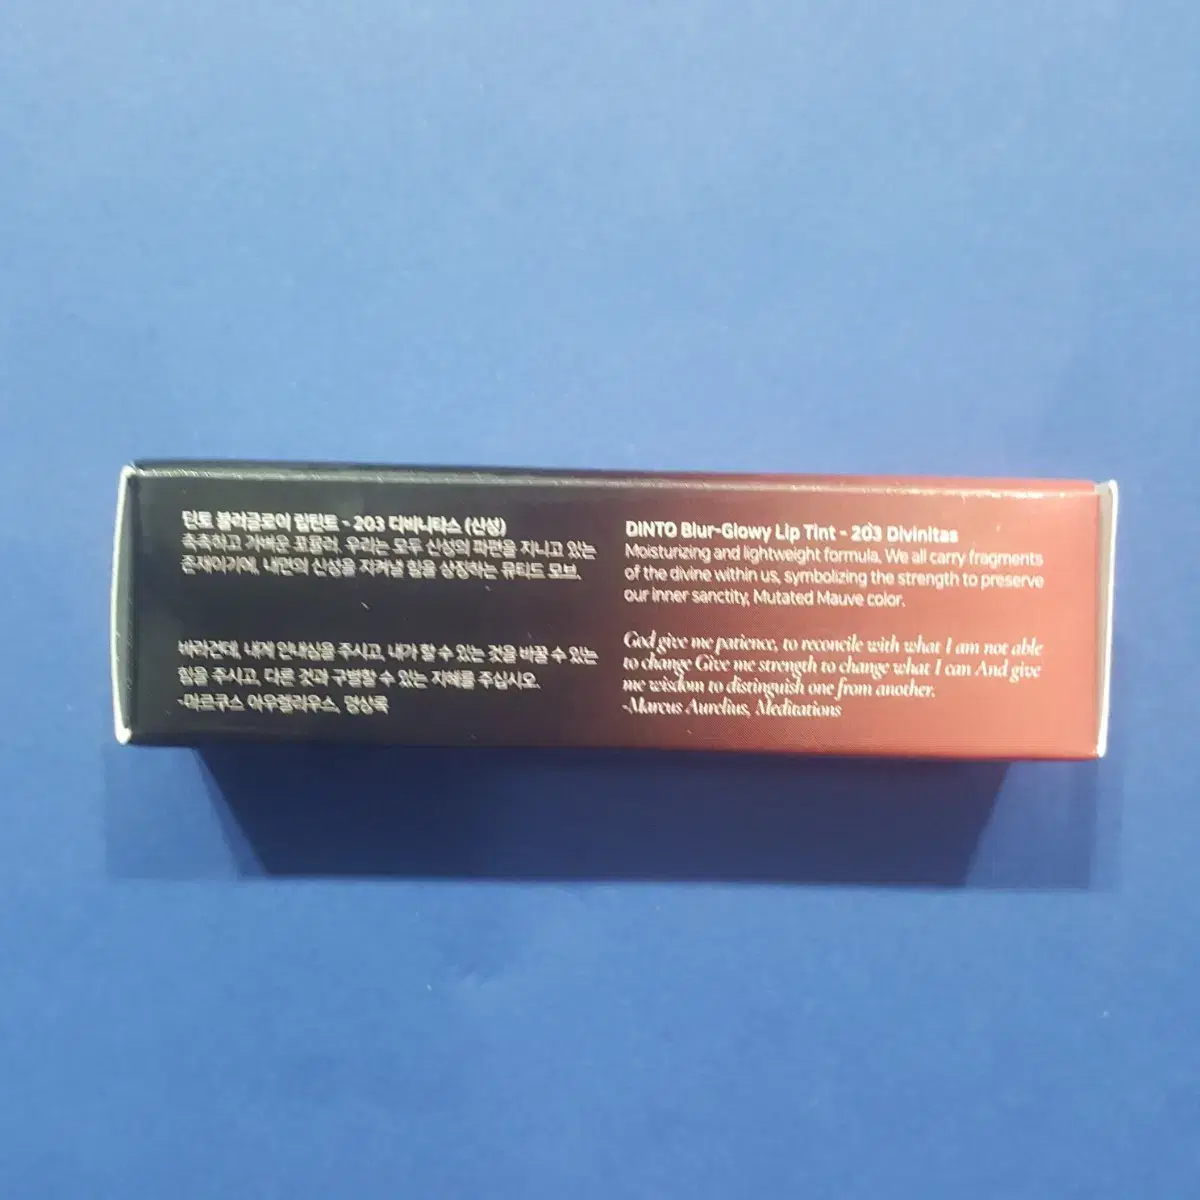 딘토 블러글로이 립틴트 - 203 디비니타스 (신성)
촉촉하고 가벼운 포뮬러. 우리는 모두 신성의 파편을 지니고 있는
존재이기에, 내면의 신성을 지켜낼 힘을 상징하는 뮤티드 모브.
바라건데, 내게 인내심을 주시고, 내가 할 수 있는 것을 바꿀 수 있는
힘을 주시고, 다른 것과 구별할 수 있는 지혜를 주십시오.
-마르쿠스 아우렐리우스, 명상록
DINTO Blur-Glowy Lip Tint - 203 Divinitas
Moisturizing and lightweight formula. We all carry fragments
of the divine within us, symbolizing the strength to preserve
our inner sanctity, Mutated Mauve color.
God give me patience, to reconcile with what I am not able
to change Give me strength to change what I can And give
me wisdom to distinguish one from another.
-Marcus Aurelius, Meditations